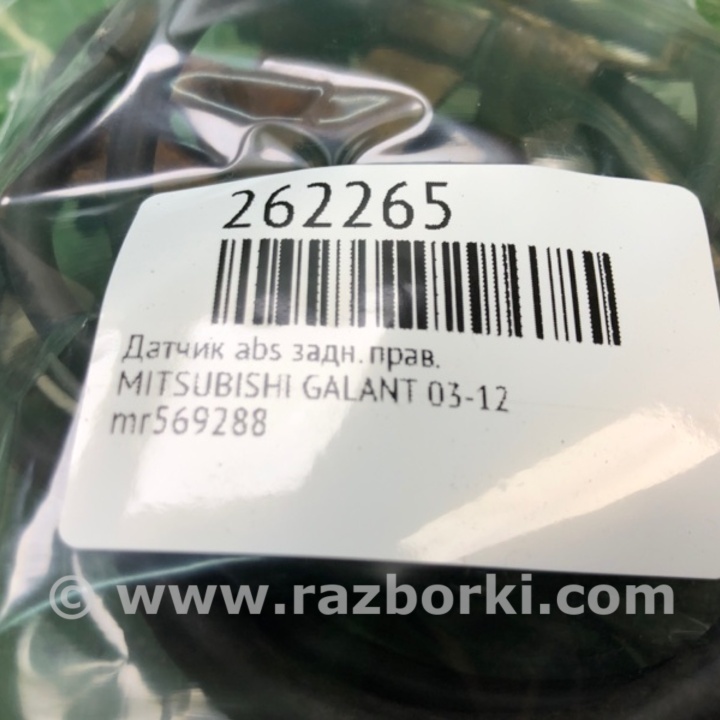 262265
Датчик abs задн.прав.
MITSUBISHI GALANT 03-12
mr569288
© www.razborki.com